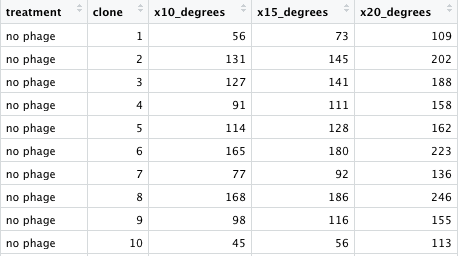 treatment clone x10_degrees x15_degrees x20_degrees
no phage 1 56 73 109
no phage 2 131 145 202
no phage 3 127 141 188
no phage 4 91 111 158
no phage 5 114 128 162
no phage 6 165 180 223
no phage 7 77 92 136
no phage 8 168 186 246
no phage 9 98 116 155
no phage 10 45 56 113